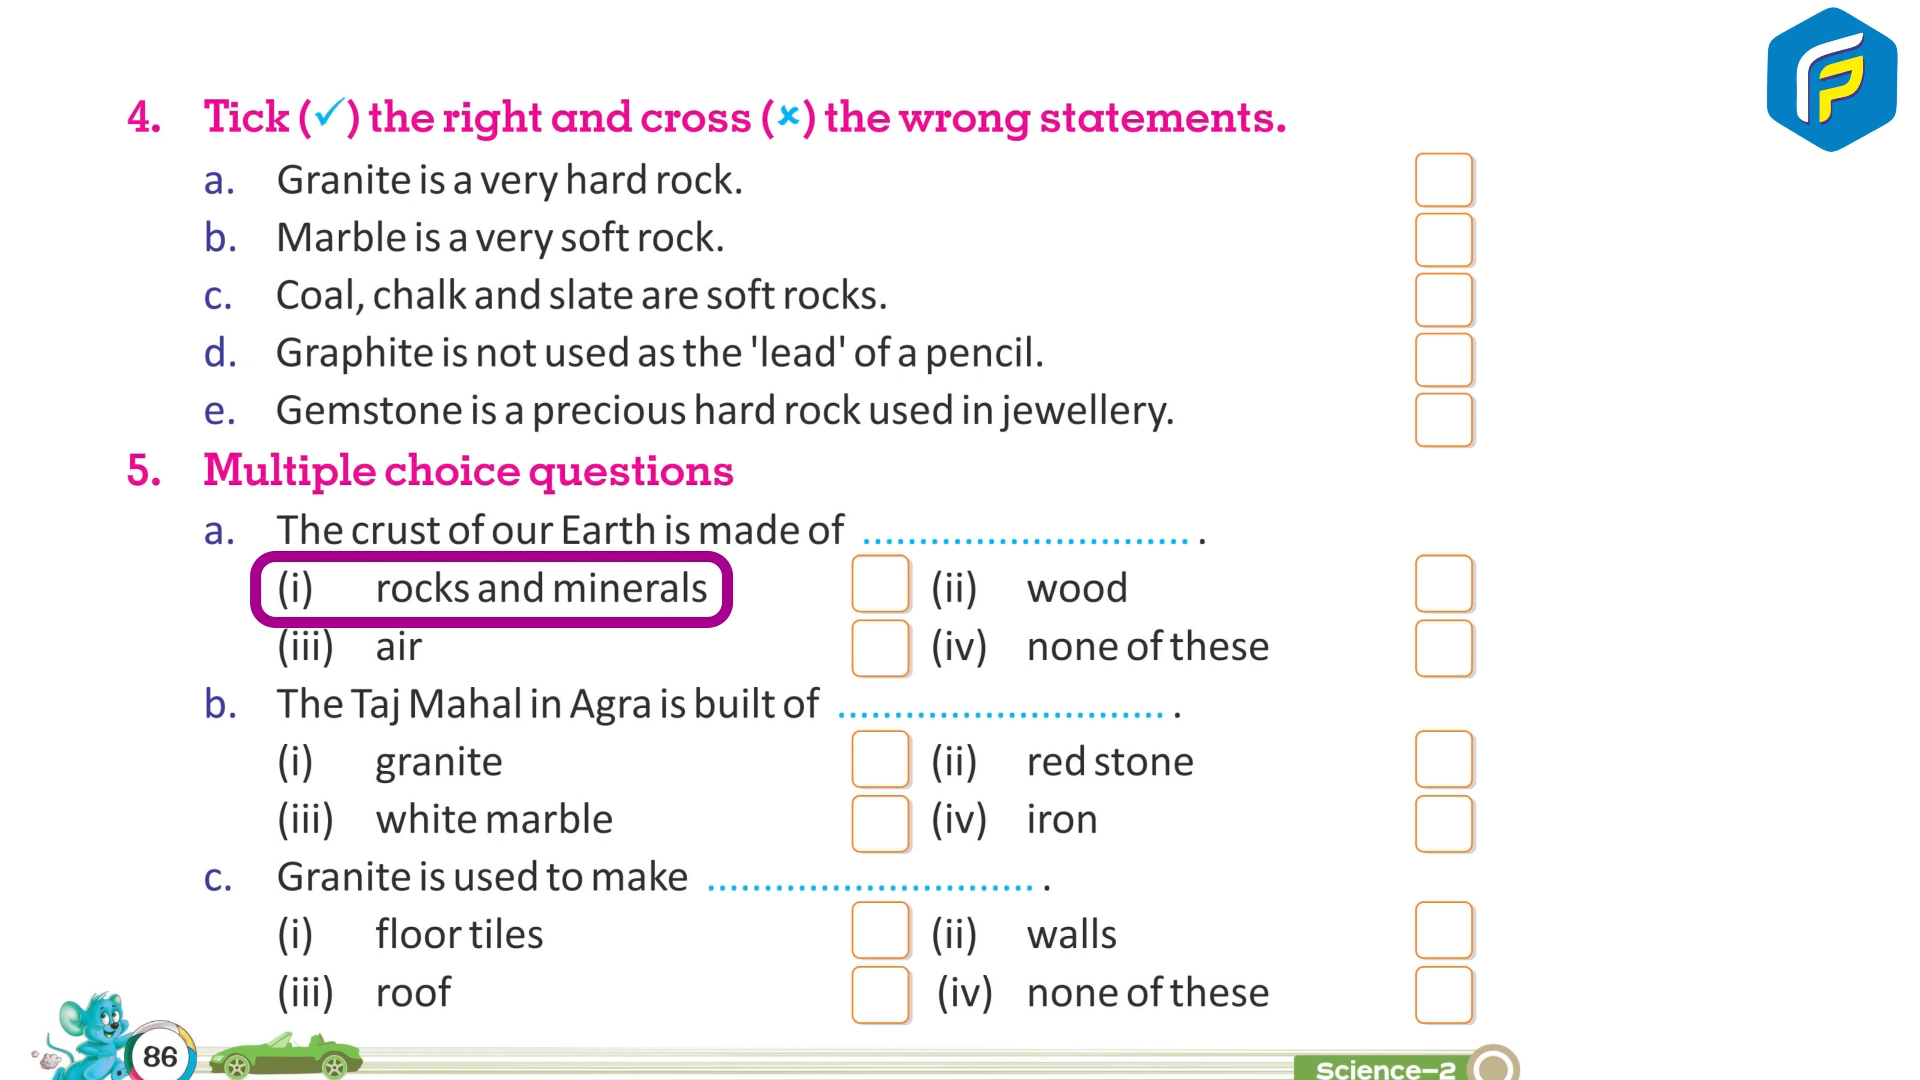 4. Tick (✓) the right and cross (✗) the wrong statements.
a. Granite is a very hard rock.
b. Marble is a very soft rock.
c. Coal, chalk and slate are soft rocks.
d. Graphite is not used as the 'lead' of a pencil.
e. Gemstone is a precious hard rock used in jewellery.
5. Multiple choice questions
a. The crust of our Earth is made of ............................. .
(i) rocks and minerals (ii) wood
(iii) air (iv) none of these
b. The Taj Mahal in Agra is built of ............................. .
(i) granite (ii) red stone
(iii) white marble (iv) iron
c. Granite is used to make ............................. .
(i) floor tiles (ii) walls
(iii) roof (iv) none of these
86 Science–2